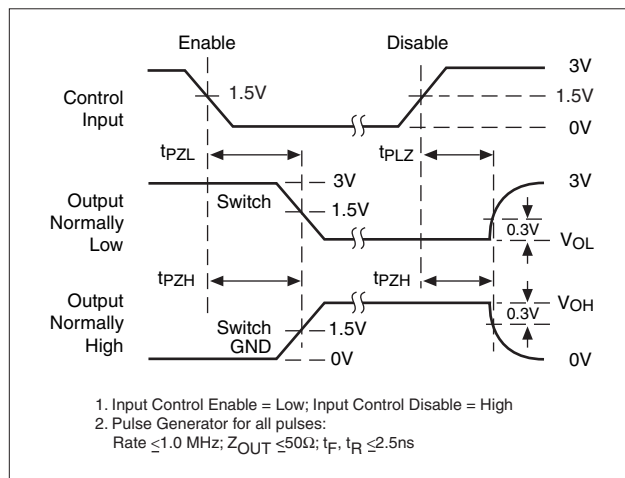 Enable Disable
3V
Control Input 1.5V 1.5V
0V
tPZL tPLZ
3V 3V
Output Normally Low Switch 1.5V 0.3V
VOL
tPZH tPZH
VOH
Output Normally High Switch GND 1.5V 0.3V
0V 0V
1. Input Control Enable = Low; Input Control Disable = High
2. Pulse Generator for all pulses:
Rate ≤1.0 MHz; ZOUT ≤50Ω; tF, tR ≤2.5ns